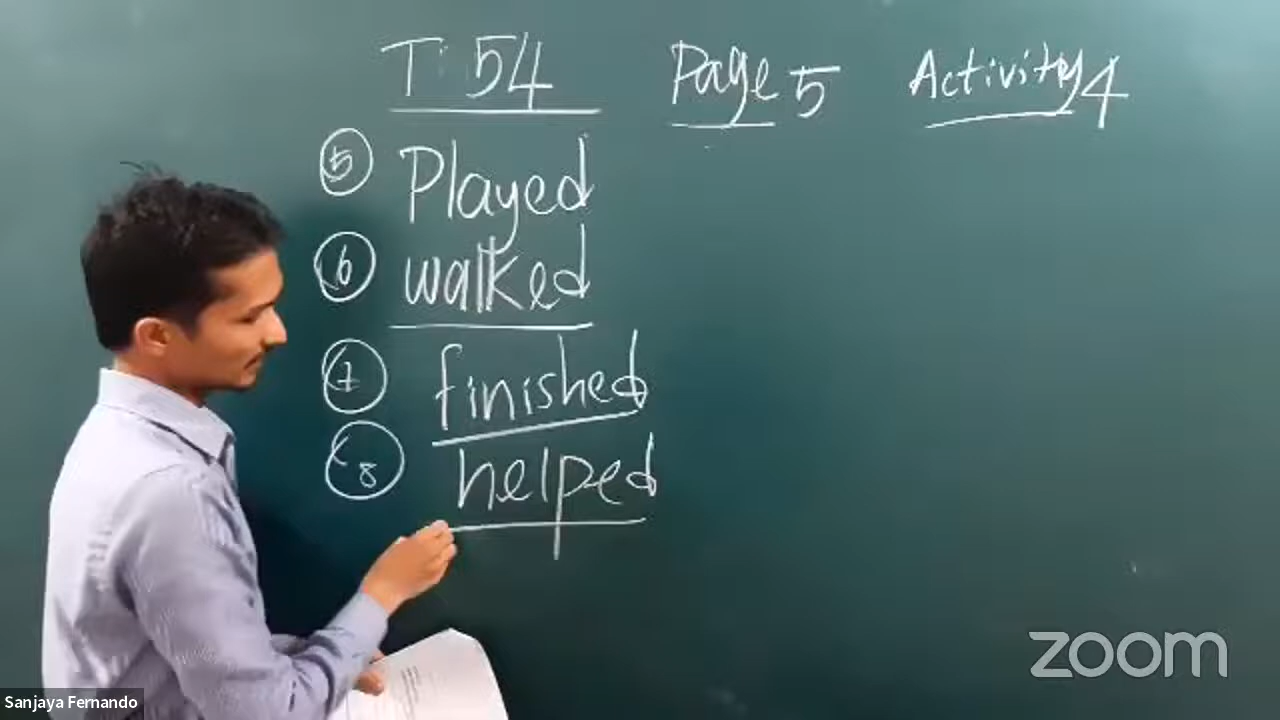 T: 54 Page 5 Activity 4
5 Played
6 walked
7 finished
8 helped
zoom
Sanjaya Fernando